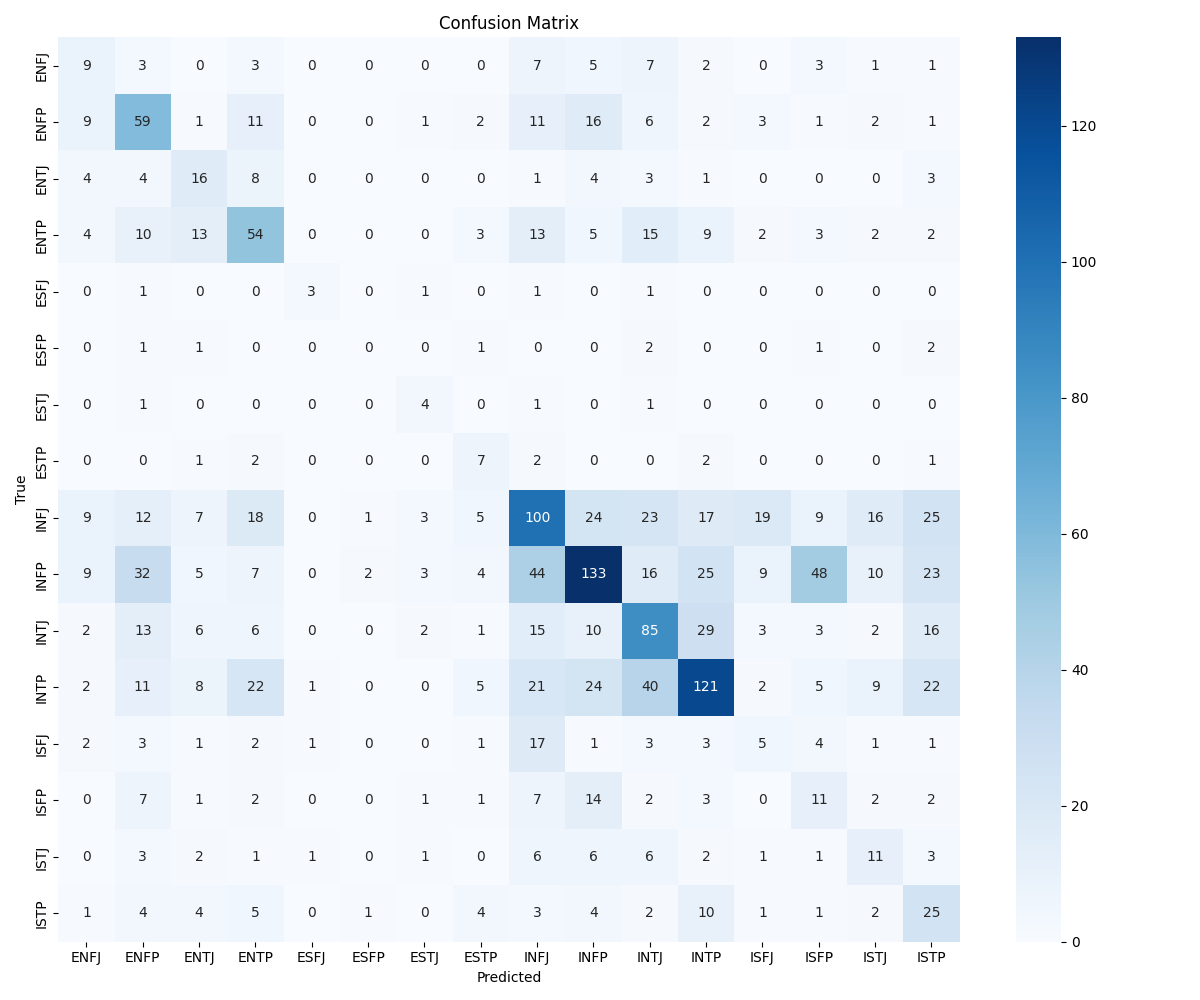 Confusion Matrix
ENFJ 9 3 0 3 0 0 0 0 7 5 7 2 0 3 1 1
ENFP 9 59 1 11 0 0 1 2 11 16 6 2 3 1 2 1
ENTJ 4 4 16 8 0 0 0 0 1 4 3 1 0 0 0 3
ENTP 4 10 13 54 0 0 0 3 13 5 15 9 2 3 2 2
ESFJ 0 1 0 0 3 0 1 0 1 0 1 0 0 0 0 0
ESFP 0 1 1 0 0 0 0 1 0 0 2 0 0 1 0 2
ESTJ 0 1 0 0 0 0 4 0 1 0 1 0 0 0 0 0
ESTP 0 0 1 2 0 0 0 7 2 0 0 2 0 0 0 1
True
INFJ 9 12 7 18 0 1 3 5 100 24 23 17 19 9 16 25
INFP 9 32 5 7 0 2 3 4 44 133 16 25 9 48 10 23
INTJ 2 13 6 6 0 0 2 1 15 10 85 29 3 3 2 16
INTP 2 11 8 22 1 0 0 5 21 24 40 121 2 5 9 22
ISFJ 2 3 1 2 1 0 0 1 17 1 3 3 5 4 1 1
ISFP 0 7 1 2 0 0 1 1 7 14 2 3 0 11 2 2
ISTJ 0 3 2 1 1 0 1 0 6 6 6 2 1 1 11 3
ISTP 1 4 4 5 0 1 0 4 3 4 2 10 1 1 2 25
ENFJ ENFP ENTJ ENTP ESFJ ESFP ESTJ ESTP INFJ INFP INTJ INTP ISFJ ISFP ISTJ ISTP
Predicted
120
100
80
60
40
20
0